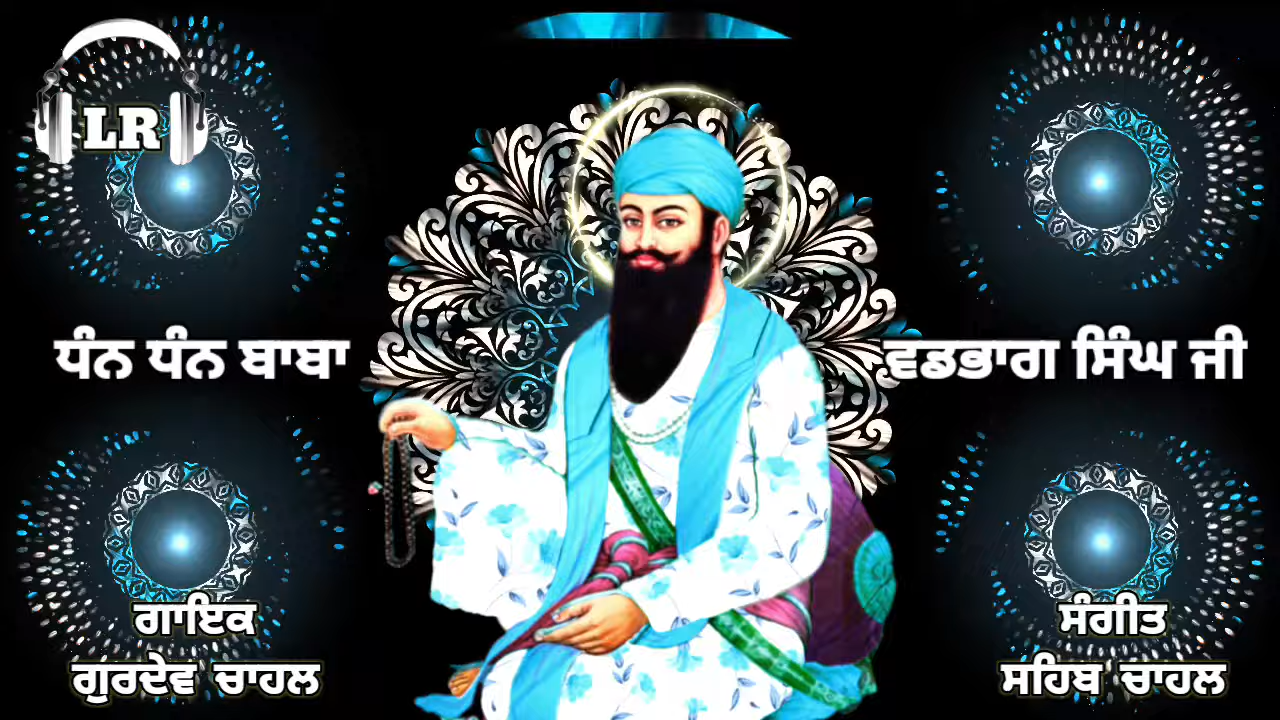 LR
ਧੰਨ ਧੰਨ ਬਾਬਾ
ਵਡਭਾਗ ਸਿੰਘ ਜੀ
ਗਾਇਕ
ਗੁਰਦੇਵ ਚਾਹਲ
ਸੰਗੀਤ
ਸਹਿਬ ਚਾਹਲ